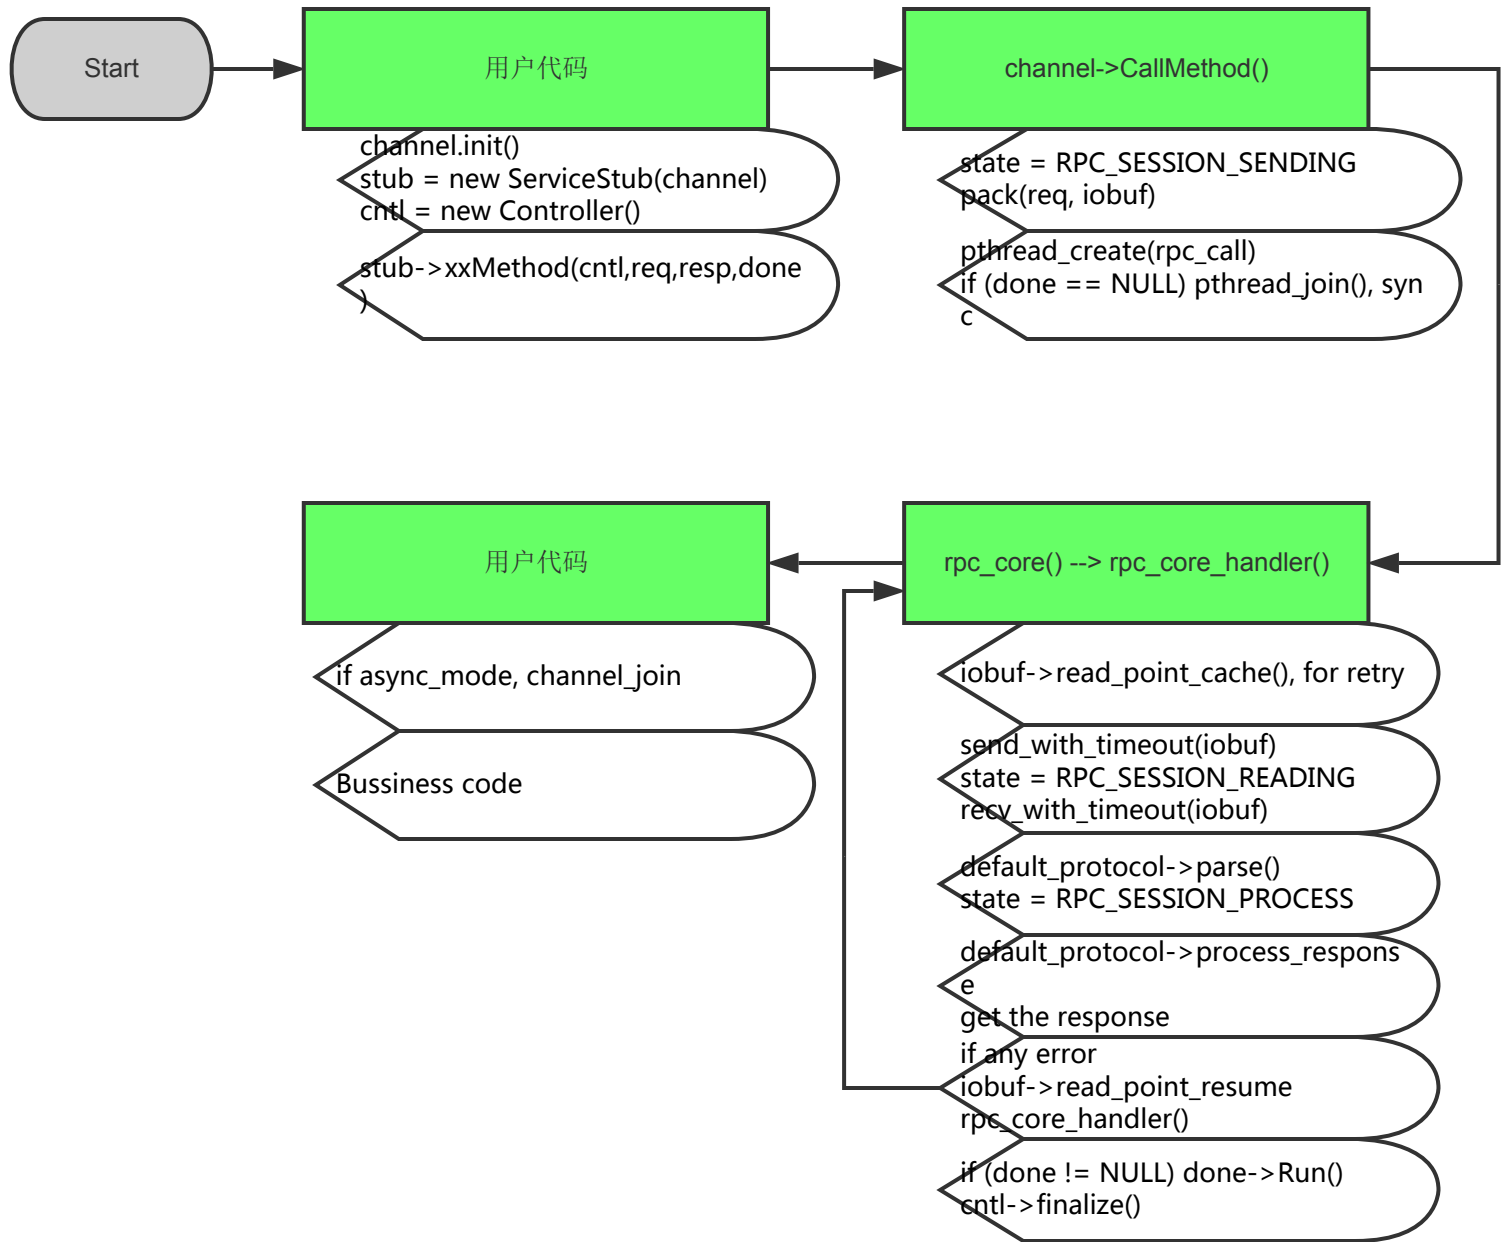 Start
用户代码
channel->CallMethod()
channel.init()
stub = new ServiceStub(channel)
cntl = new Controller()
stub->xxMethod(cntl,req,resp,done
)
state = RPC_SESSION_SENDING
pack(req, iobuf)
pthread_create(rpc_call)
if (done == NULL) pthread_join(), syn
c
用户代码
rpc_core() --> rpc_core_handler()
if async_mode, channel_join
Bussiness code
iobuf->read_point_cache(), for retry
send_with_timeout(iobuf)
state = RPC_SESSION_READING
recv_with_timeout(iobuf)
default_protocol->parse()
state = RPC_SESSION_PROCESS
default_protocol->process_respons
e
get the response
if any error
iobuf->read_point_resume
rpc_core_handler()
if (done != NULL) done->Run()
cntl->finalize()